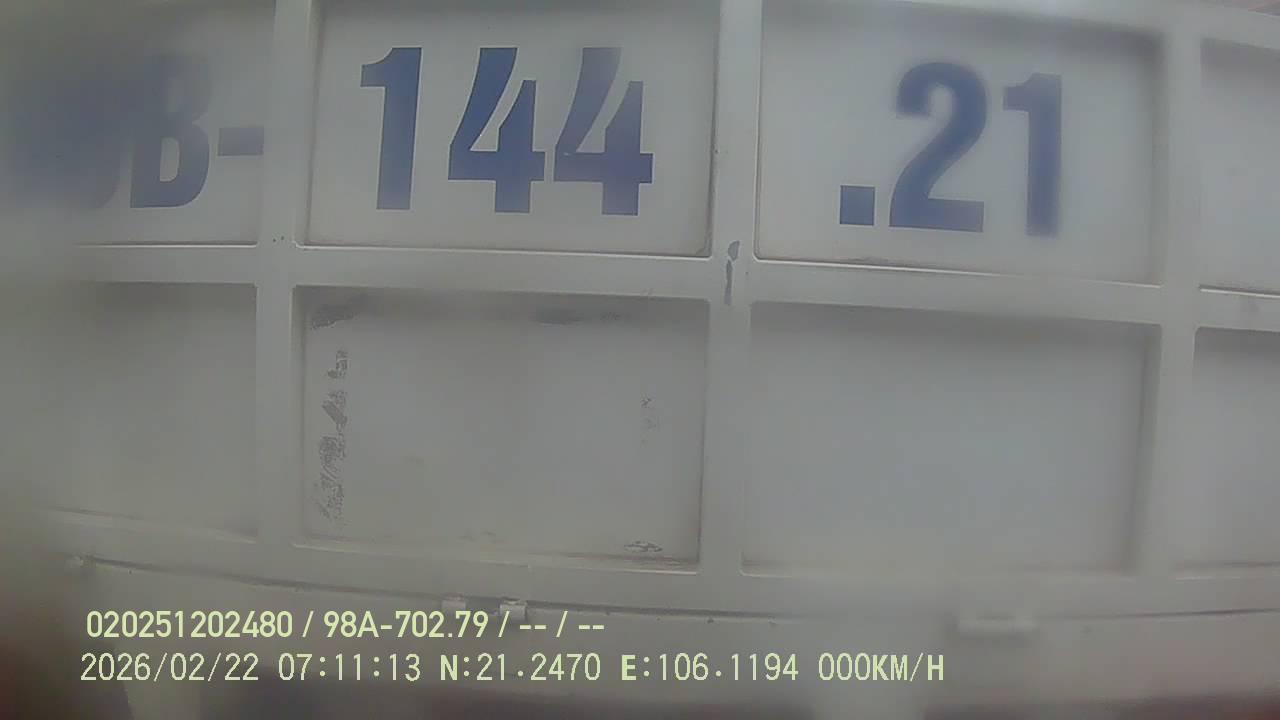 B-144.21
020251202480 / 98A-702.79 / -- / --
2026/02/22 07:11:13 N:21.2470 E:106.1194 000KM/H